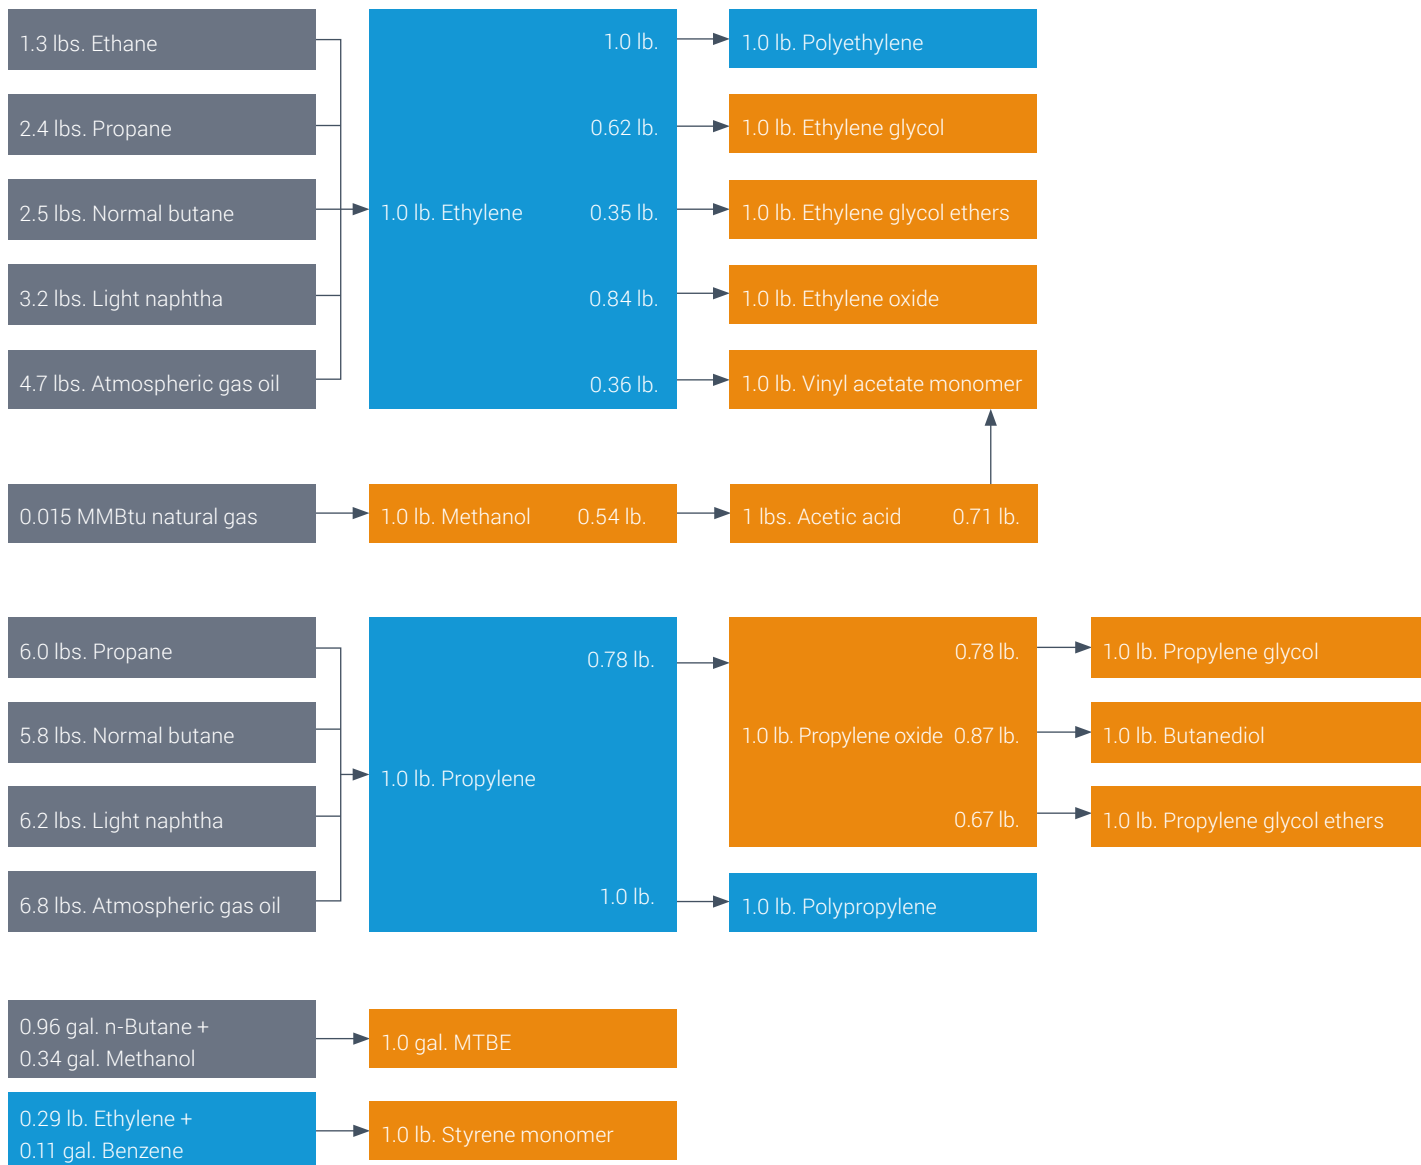 1.3 lbs. Ethane
2.4 lbs. Propane
2.5 lbs. Normal butane
3.2 lbs. Light naphtha
4.7 lbs. Atmospheric gas oil
1.0 lb. Ethylene
1.0 lb.
0.62 lb.
0.35 lb.
0.84 lb.
0.36 lb.
1.0 lb. Polyethylene
1.0 lb. Ethylene glycol
1.0 lb. Ethylene glycol ethers
1.0 lb. Ethylene oxide
1.0 lb. Vinyl acetate monomer
0.015 MMBtu natural gas
1.0 lb. Methanol 0.54 lb.
1 lbs. Acetic acid 0.71 lb.
6.0 lbs. Propane
5.8 lbs. Normal butane
6.2 lbs. Light naphtha
6.8 lbs. Atmospheric gas oil
1.0 lb. Propylene
0.78 lb.
1.0 lb.
1.0 lb. Propylene oxide
0.78 lb.
0.87 lb.
0.67 lb.
1.0 lb. Polypropylene
1.0 lb. Propylene glycol
1.0 lb. Butanediol
1.0 lb. Propylene glycol ethers
0.96 gal. n-Butane +
0.34 gal. Methanol
1.0 gal. MTBE
0.29 lb. Ethylene +
0.11 gal. Benzene
1.0 lb. Styrene monomer